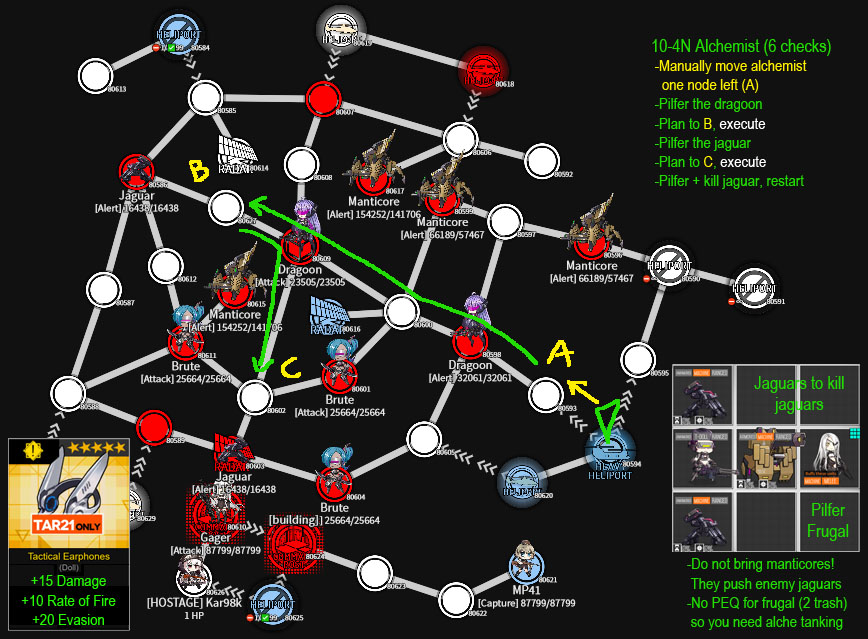 10-4N Alchemist (6 checks)
-Manually move alchemist
one node left (A)
-Pilfer the dragoon
-Plan to B, execute
-Pilfer the jaguar
-Plan to C, execute
-Pilfer + kill jaguar, restart
HELIPORT
99 80584
80613
80585
80619
80618
80607
80606
80592
RADAR
80614
B
80608
Jaguar
80586
[Alert] 16438/16438
80627
Manticore
80617
[Alert] 154252/141706
Manticore
80599
[Alert] 66189/57467
80597
Manticore
80596
[Alert] 66189/57467
HELIPORT
80590
HELIPORT
80591
Dragoon
80609
[Attack] 23505/23505
80612
80587
Manticore
80615
[Alert] 154252/141706
RADAR
80616
80600
Dragoon
80598
[Alert] 32061/32061
A
80593
80595
Brute
80611
[Attack] 25664/25664
C
80602
Brute
80601
[Attack] 25664/25664
80588
80589
Jaguar
80603
[Alert] 16438/16438
80605
HEAVY
HELIPORT
80594
80620
Brute
80604
[building]] 25664/25664
Gager
80610
[Attack] 87799/87799
80624
80629
[HOSTAGE] Kar98k
80626
1 HP
HELIPORT
99 80625
80623
80622
MP41
80621
[Capture] 87799/87799
TAR21 ONLY
Tactical Earphones
(Doll)
+15 Damage
+10 Rate of Fire
+20 Evasion
Jaguars to kill
jaguars
Pilfer
Frugal
-Do not bring manticores!
They push enemy jaguars
-No PEQ for frugal (2 trash)
so you need alche tanking